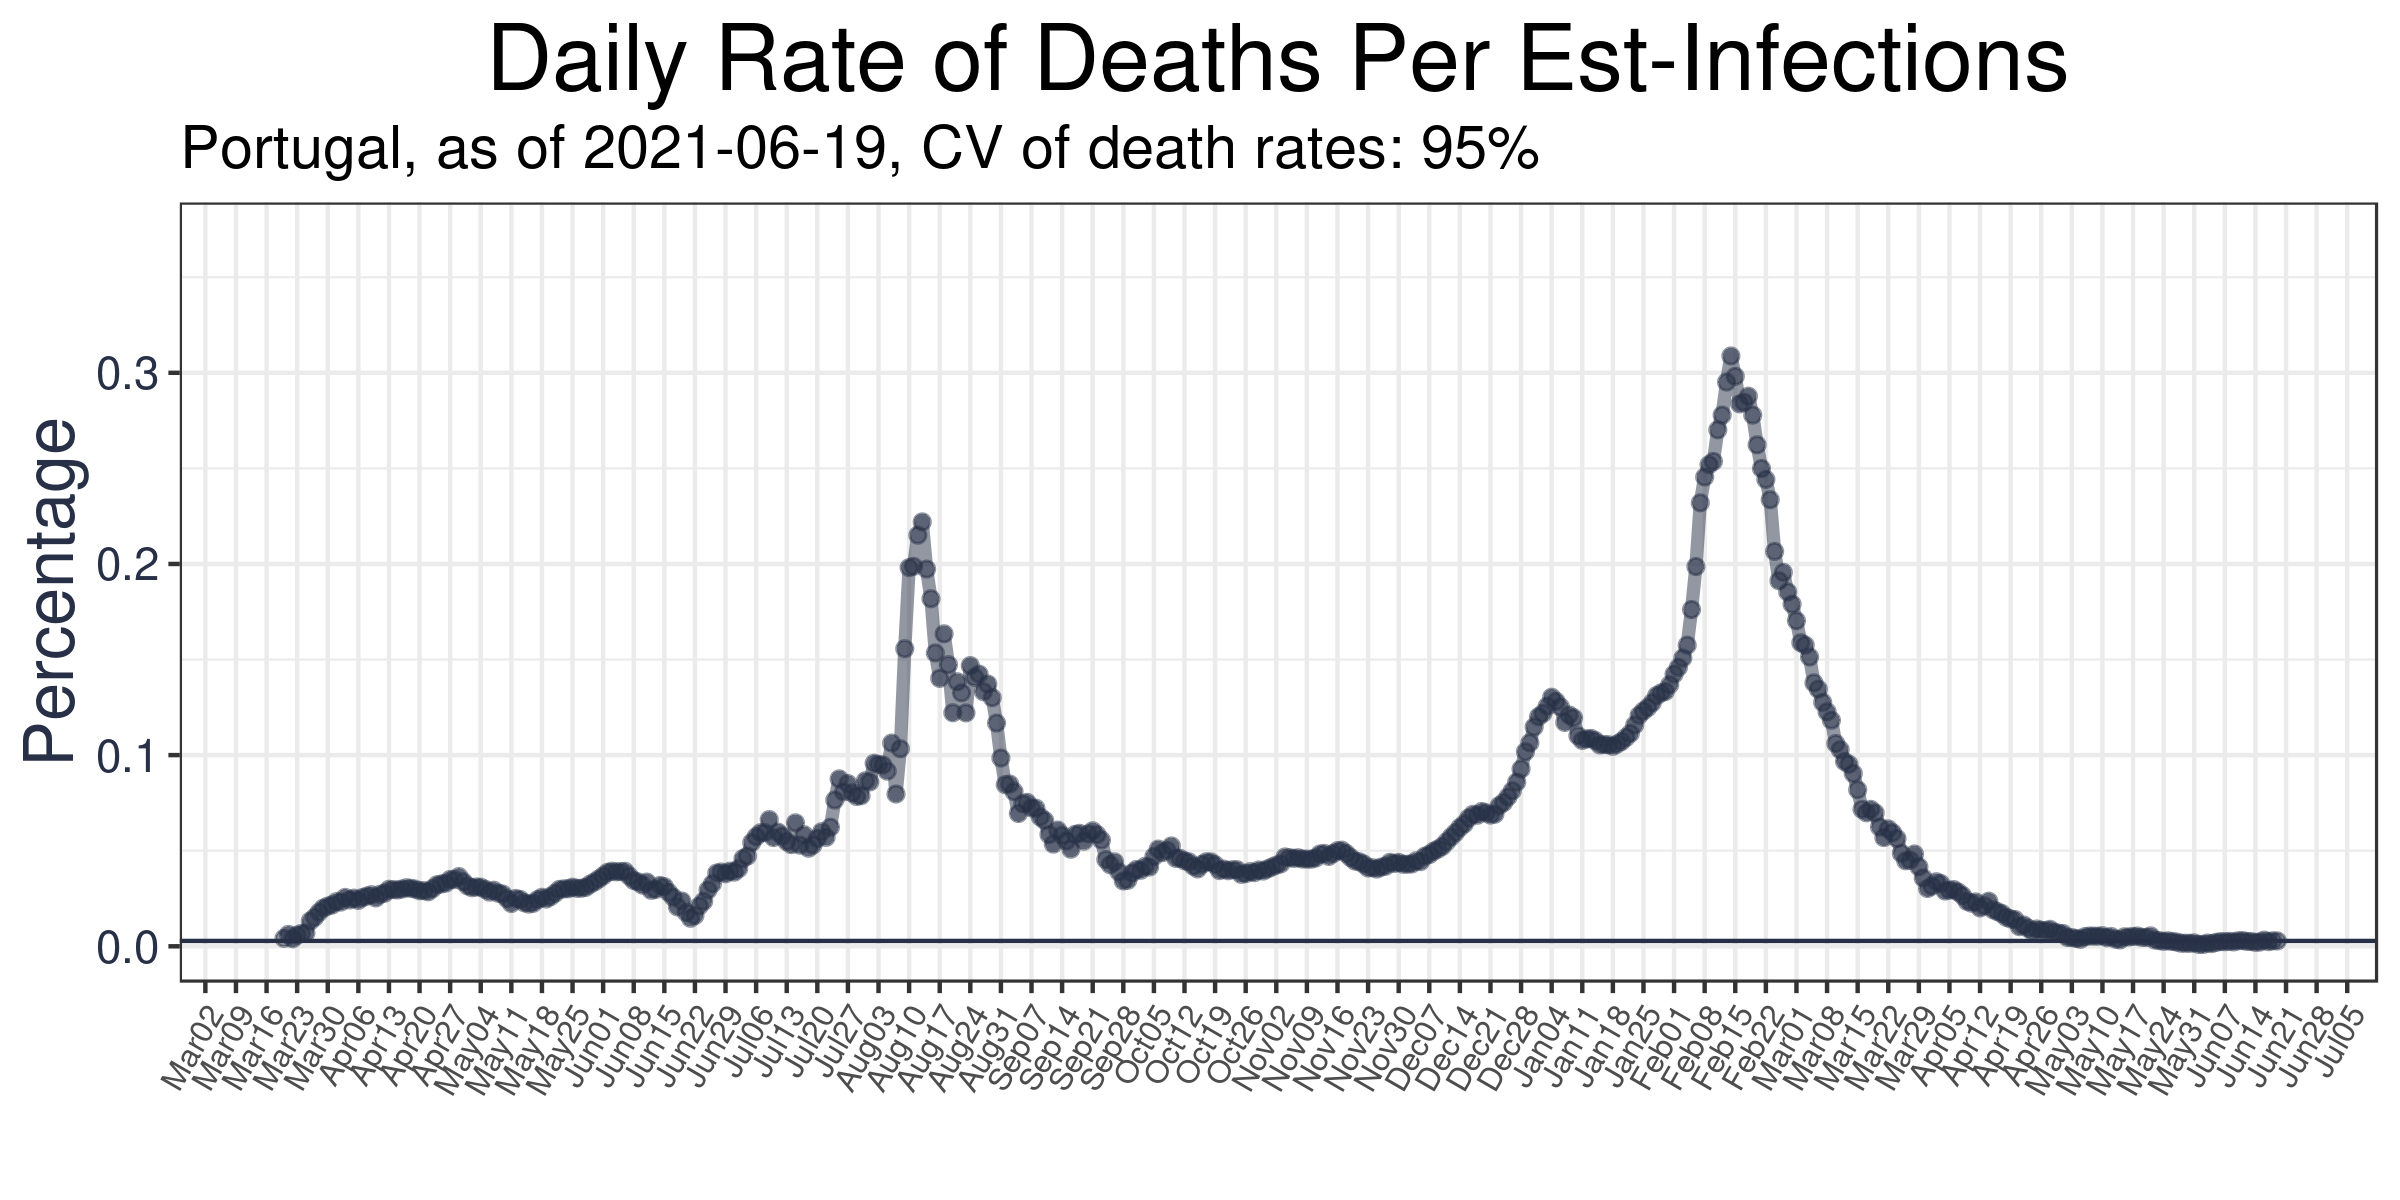 Daily Rate of Deaths Per Est-Infections
Portugal, as of 2021-06-19, CV of death rates: 95%
Percentage
0.3
0.2
0.1
0.0
Mar02
Mar09
Mar16
Mar23
Mar30
Apr06
Apr13
Apr20
Apr27
May04
May11
May18
May25
Jun01
Jun08
Jun15
Jun22
Jun29
Jul06
Jul13
Jul20
Jul27
Aug03
Aug10
Aug17
Aug24
Aug31
Sep07
Sep14
Sep21
Sep28
Oct05
Oct12
Oct19
Oct26
Nov02
Nov09
Nov16
Nov23
Nov30
Dec07
Dec14
Dec21
Dec28
Jan04
Jan11
Jan18
Jan25
Feb01
Feb08
Feb15
Feb22
Mar01
Mar08
Mar15
Mar22
Mar29
Apr05
Apr12
Apr19
Apr26
May03
May10
May17
May24
May31
Jun07
Jun14
Jun21
Jun28
Jul05